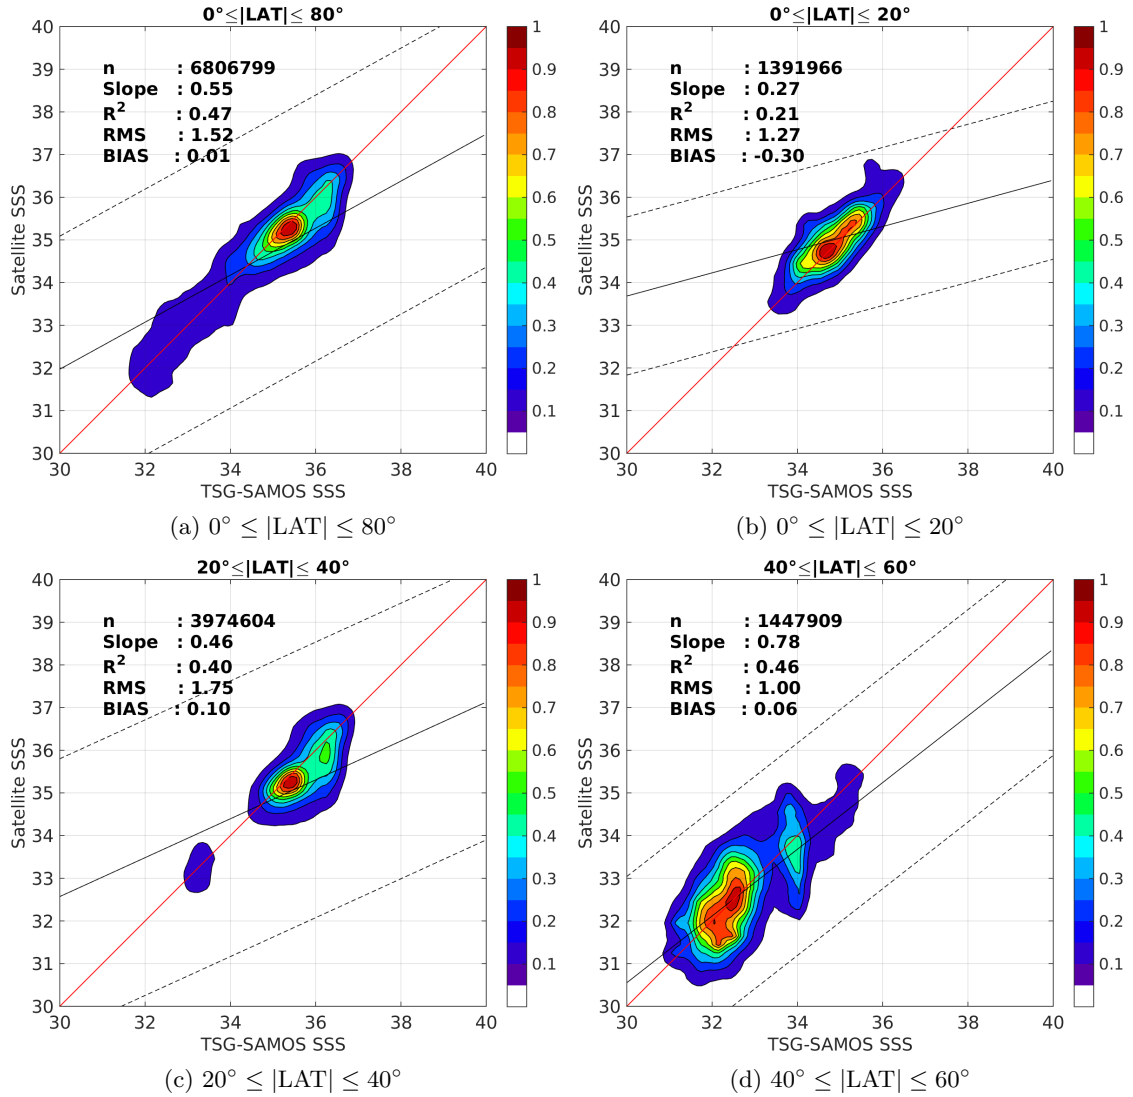 0°≤|LAT|≤ 80°
n : 6806799
Slope : 0.55
R² : 0.47
RMS : 1.52
BIAS : 0.01
40
39
38
37
36
35
34
33
32
31
30
Satellite SSS
30 32 34 36 38 40
TSG-SAMOS SSS
1
0.9
0.8
0.7
0.6
0.5
0.4
0.3
0.2
0.1
(a) 0° ≤ |LAT| ≤ 80°
0°≤|LAT|≤ 20°
n : 1391966
Slope : 0.27
R² : 0.21
RMS : 1.27
BIAS : -0.30
40
39
38
37
36
35
34
33
32
31
30
Satellite SSS
30 32 34 36 38 40
TSG-SAMOS SSS
1
0.9
0.8
0.7
0.6
0.5
0.4
0.3
0.2
0.1
(b) 0° ≤ |LAT| ≤ 20°
20°≤|LAT|≤ 40°
n : 3974604
Slope : 0.46
R² : 0.40
RMS : 1.75
BIAS : 0.10
40
39
38
37
36
35
34
33
32
31
30
Satellite SSS
30 32 34 36 38 40
TSG-SAMOS SSS
1
0.9
0.8
0.7
0.6
0.5
0.4
0.3
0.2
0.1
(c) 20° ≤ |LAT| ≤ 40°
40°≤|LAT|≤ 60°
n : 1447909
Slope : 0.78
R² : 0.46
RMS : 1.00
BIAS : 0.06
40
39
38
37
36
35
34
33
32
31
30
Satellite SSS
30 32 34 36 38 40
TSG-SAMOS SSS
1
0.9
0.8
0.7
0.6
0.5
0.4
0.3
0.2
0.1
(d) 40° ≤ |LAT| ≤ 60°